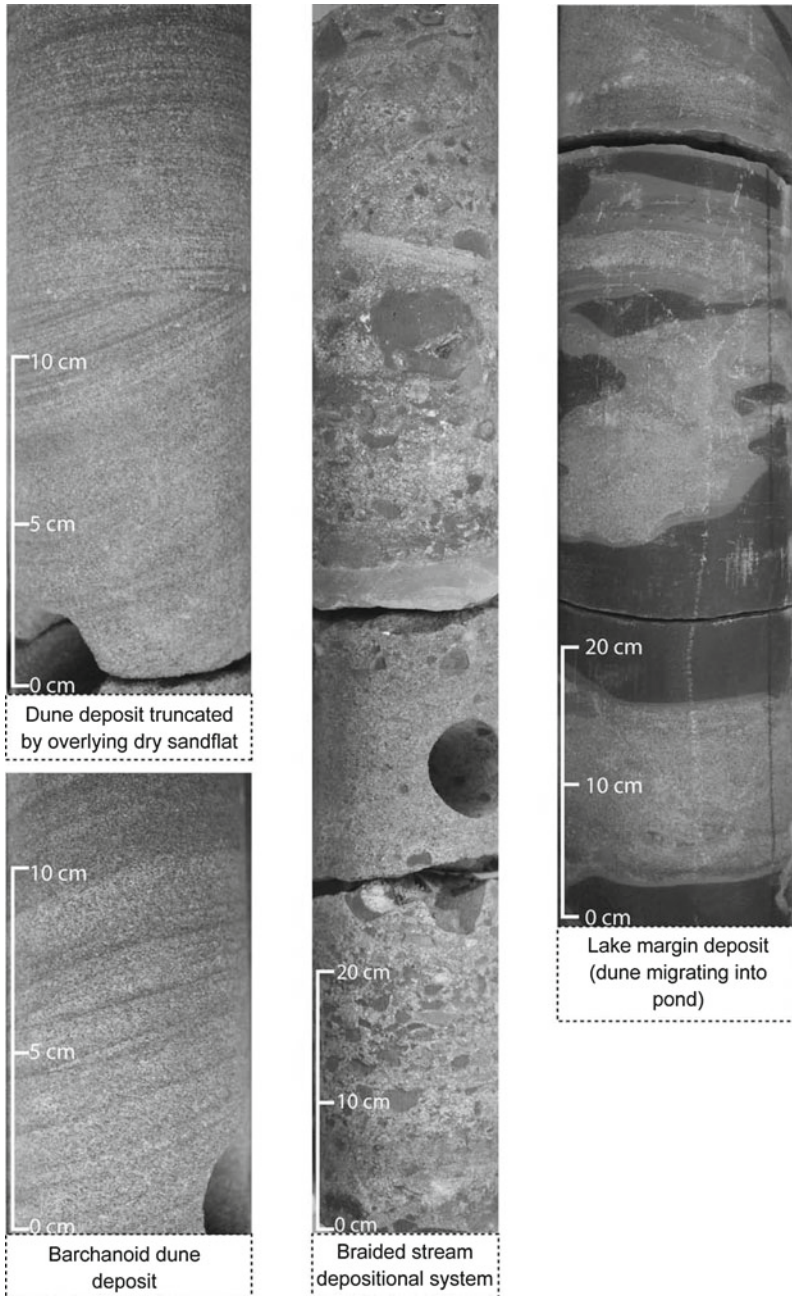 10 cm
5 cm
0 cm
Dune deposit truncated
by overlying dry sandflat
10 cm
5 cm
0 cm
Barchanoid dune
deposit
20 cm
10 cm
0 cm
Braided stream
depositional system
20 cm
10 cm
0 cm
Lake margin deposit
(dune migrating into
pond)